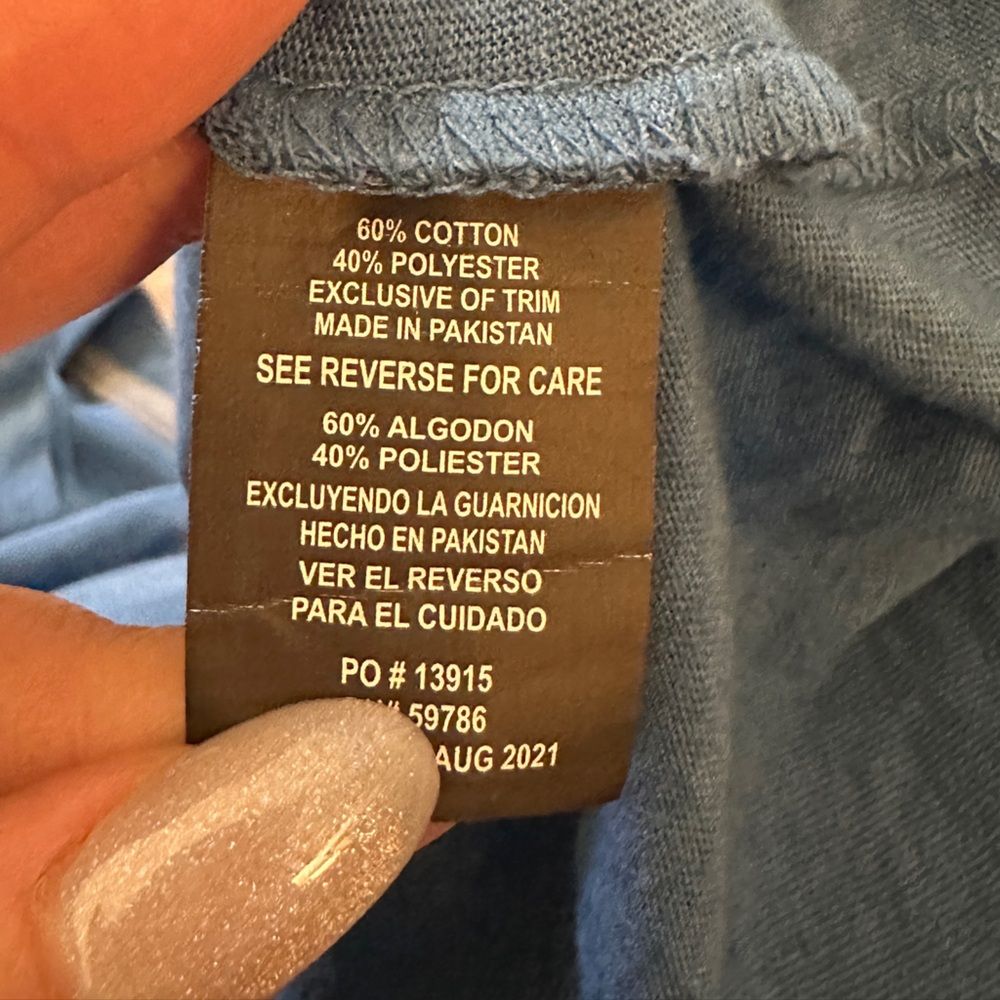 60% COTTON
40% POLYESTER
EXCLUSIVE OF TRIM
MADE IN PAKISTAN
SEE REVERSE FOR CARE
60% ALGODON
40% POLIESTER
EXCLUYENDO LA GUARNICION
HECHO EN PAKISTAN
VER EL REVERSO
PARA EL CUIDADO
PO # 13915
59786
AUG 2021